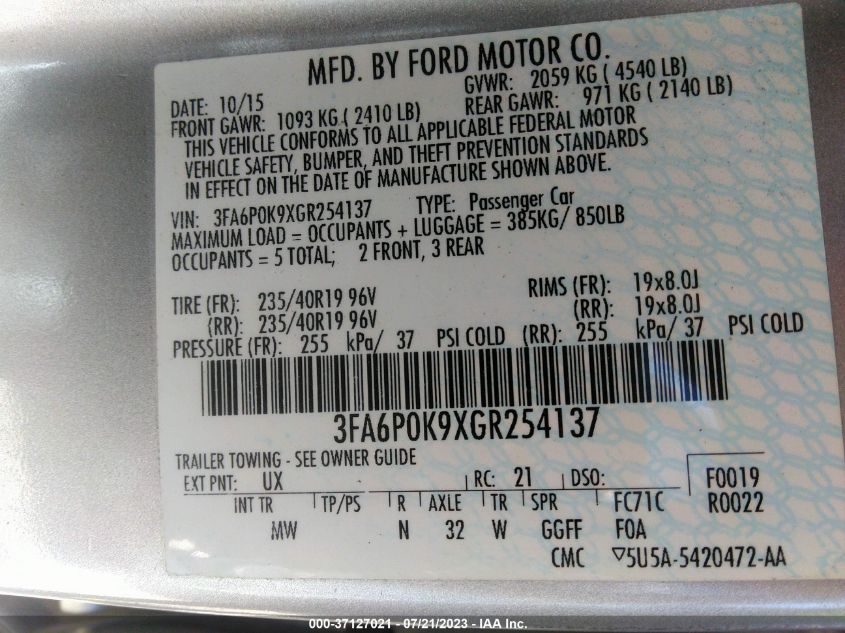 MFD. BY FORD MOTOR CO.
DATE: 10/15 GVWR: 2059 KG ( 4540 LB)
FRONT GAWR: 1093 KG ( 2410 LB) REAR GAWR: 971 KG ( 2140 LB)
THIS VEHICLE CONFORMS TO ALL APPLICABLE FEDERAL MOTOR
VEHICLE SAFETY, BUMPER, AND THEFT PREVENTION STANDARDS
IN EFFECT ON THE DATE OF MANUFACTURE SHOWN ABOVE.
VIN: 3FA6P0K9XGR254137 TYPE: Passenger Car
MAXIMUM LOAD = OCCUPANTS + LUGGAGE = 385KG/ 850LB
OCCUPANTS = 5 TOTAL; 2 FRONT, 3 REAR
TIRE (FR): 235/40R19 96V RIMS (FR): 19x8.0J
(RR): 235/40R19 96V (RR): 19x8.0J
PRESSURE (FR): 255 kPa/ 37 PSI COLD (RR): 255 kPa/ 37 PSI COLD
3FA6P0K9XGR254137
TRAILER TOWING - SEE OWNER GUIDE
EXT PNT: UX RC: 21 DSO: F0019
INT TR TP/PS R AXLE TR SPR FC71C R0022
MW N 32 W GGFF F0A
CMC ▽5U5A-5420472-AA
000-37127021 - 07/21/2023 - IAA Inc.